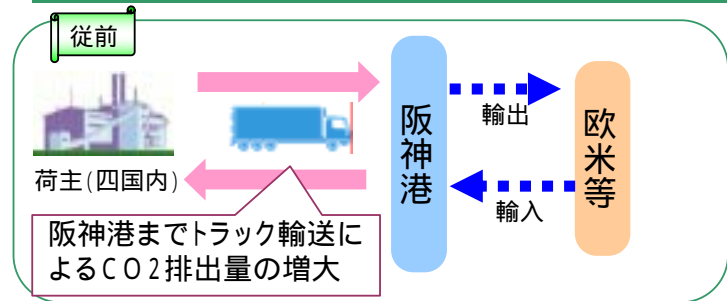 従前
荷主(四国内)
阪神港までトラック輸送に
よるCO2排出量の増大
阪神港
輸出
輸入
欧米等